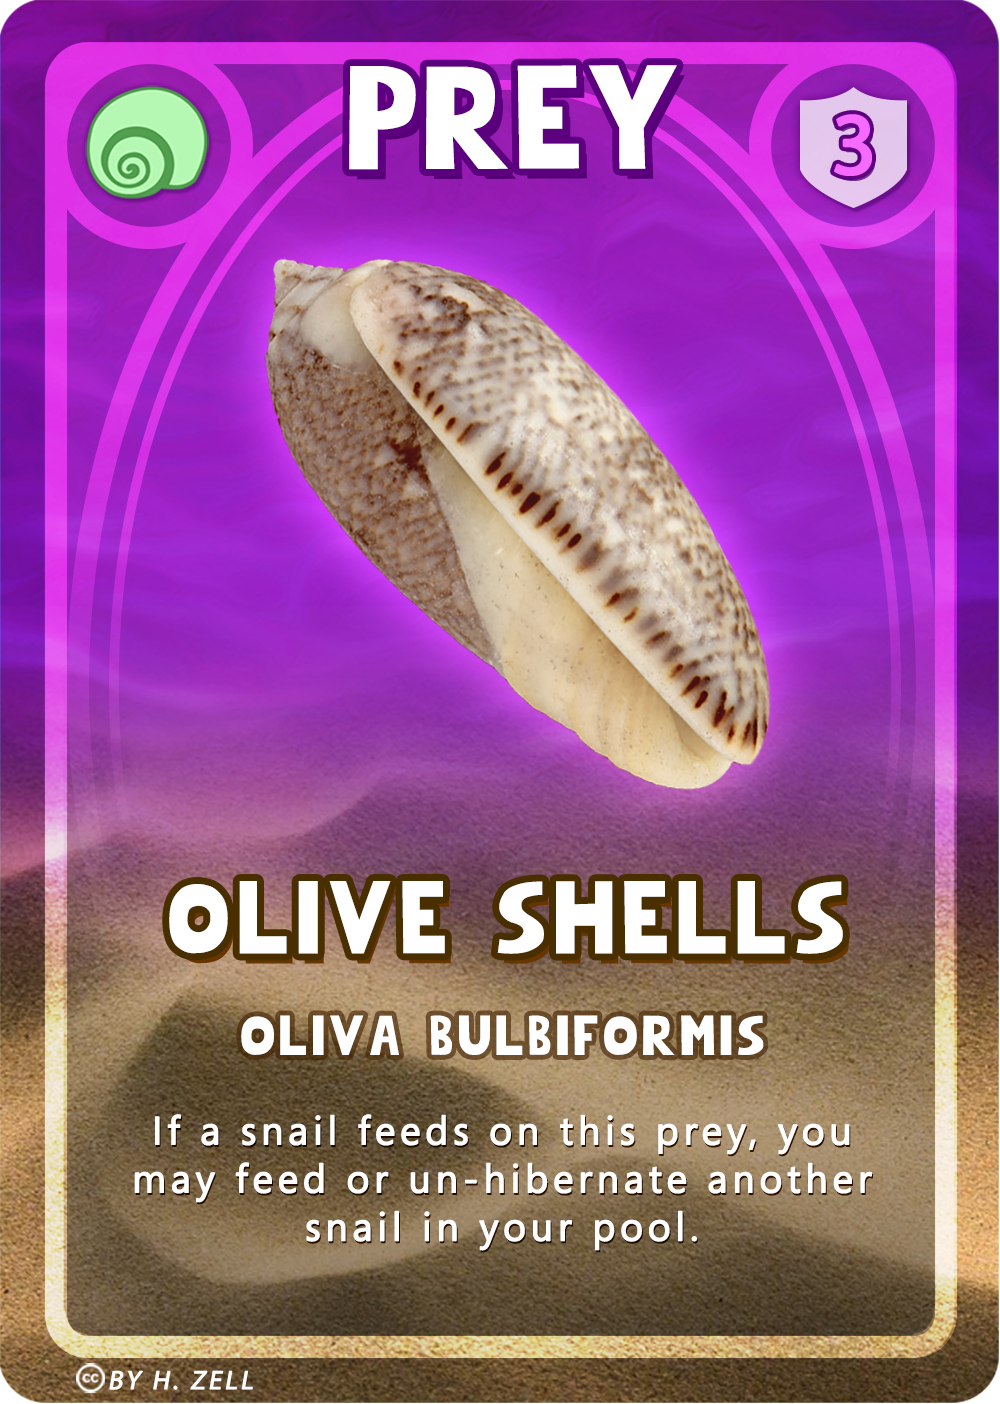 PREY
3
OLIVE SHELLS
OLIVA BULBIFORMIS
If a snail feeds on this prey, you
may feed or un-hibernate another
snail in your pool.
cc BY H. ZELL